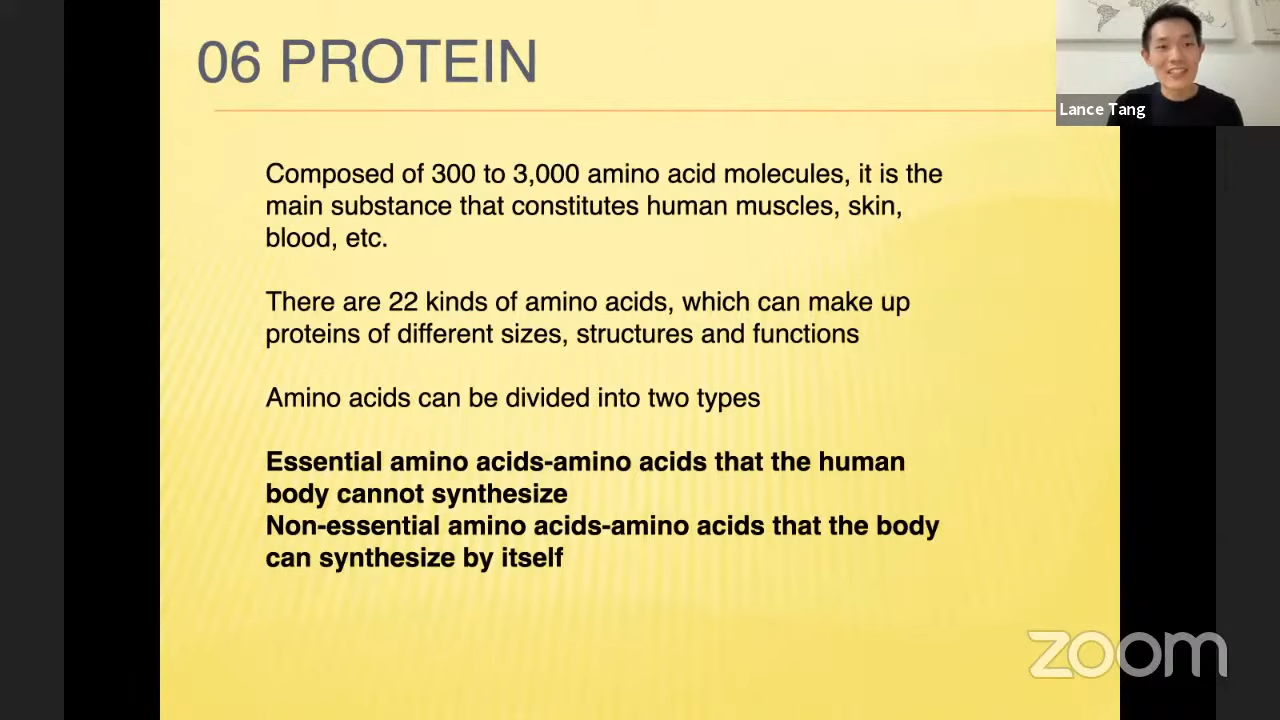 06 PROTEIN
Lance Tang
Composed of 300 to 3,000 amino acid molecules, it is the
main substance that constitutes human muscles, skin,
blood, etc.
There are 22 kinds of amino acids, which can make up
proteins of different sizes, structures and functions
Amino acids can be divided into two types
Essential amino acids-amino acids that the human
body cannot synthesize
Non-essential amino acids-amino acids that the body
can synthesize by itself
zoom